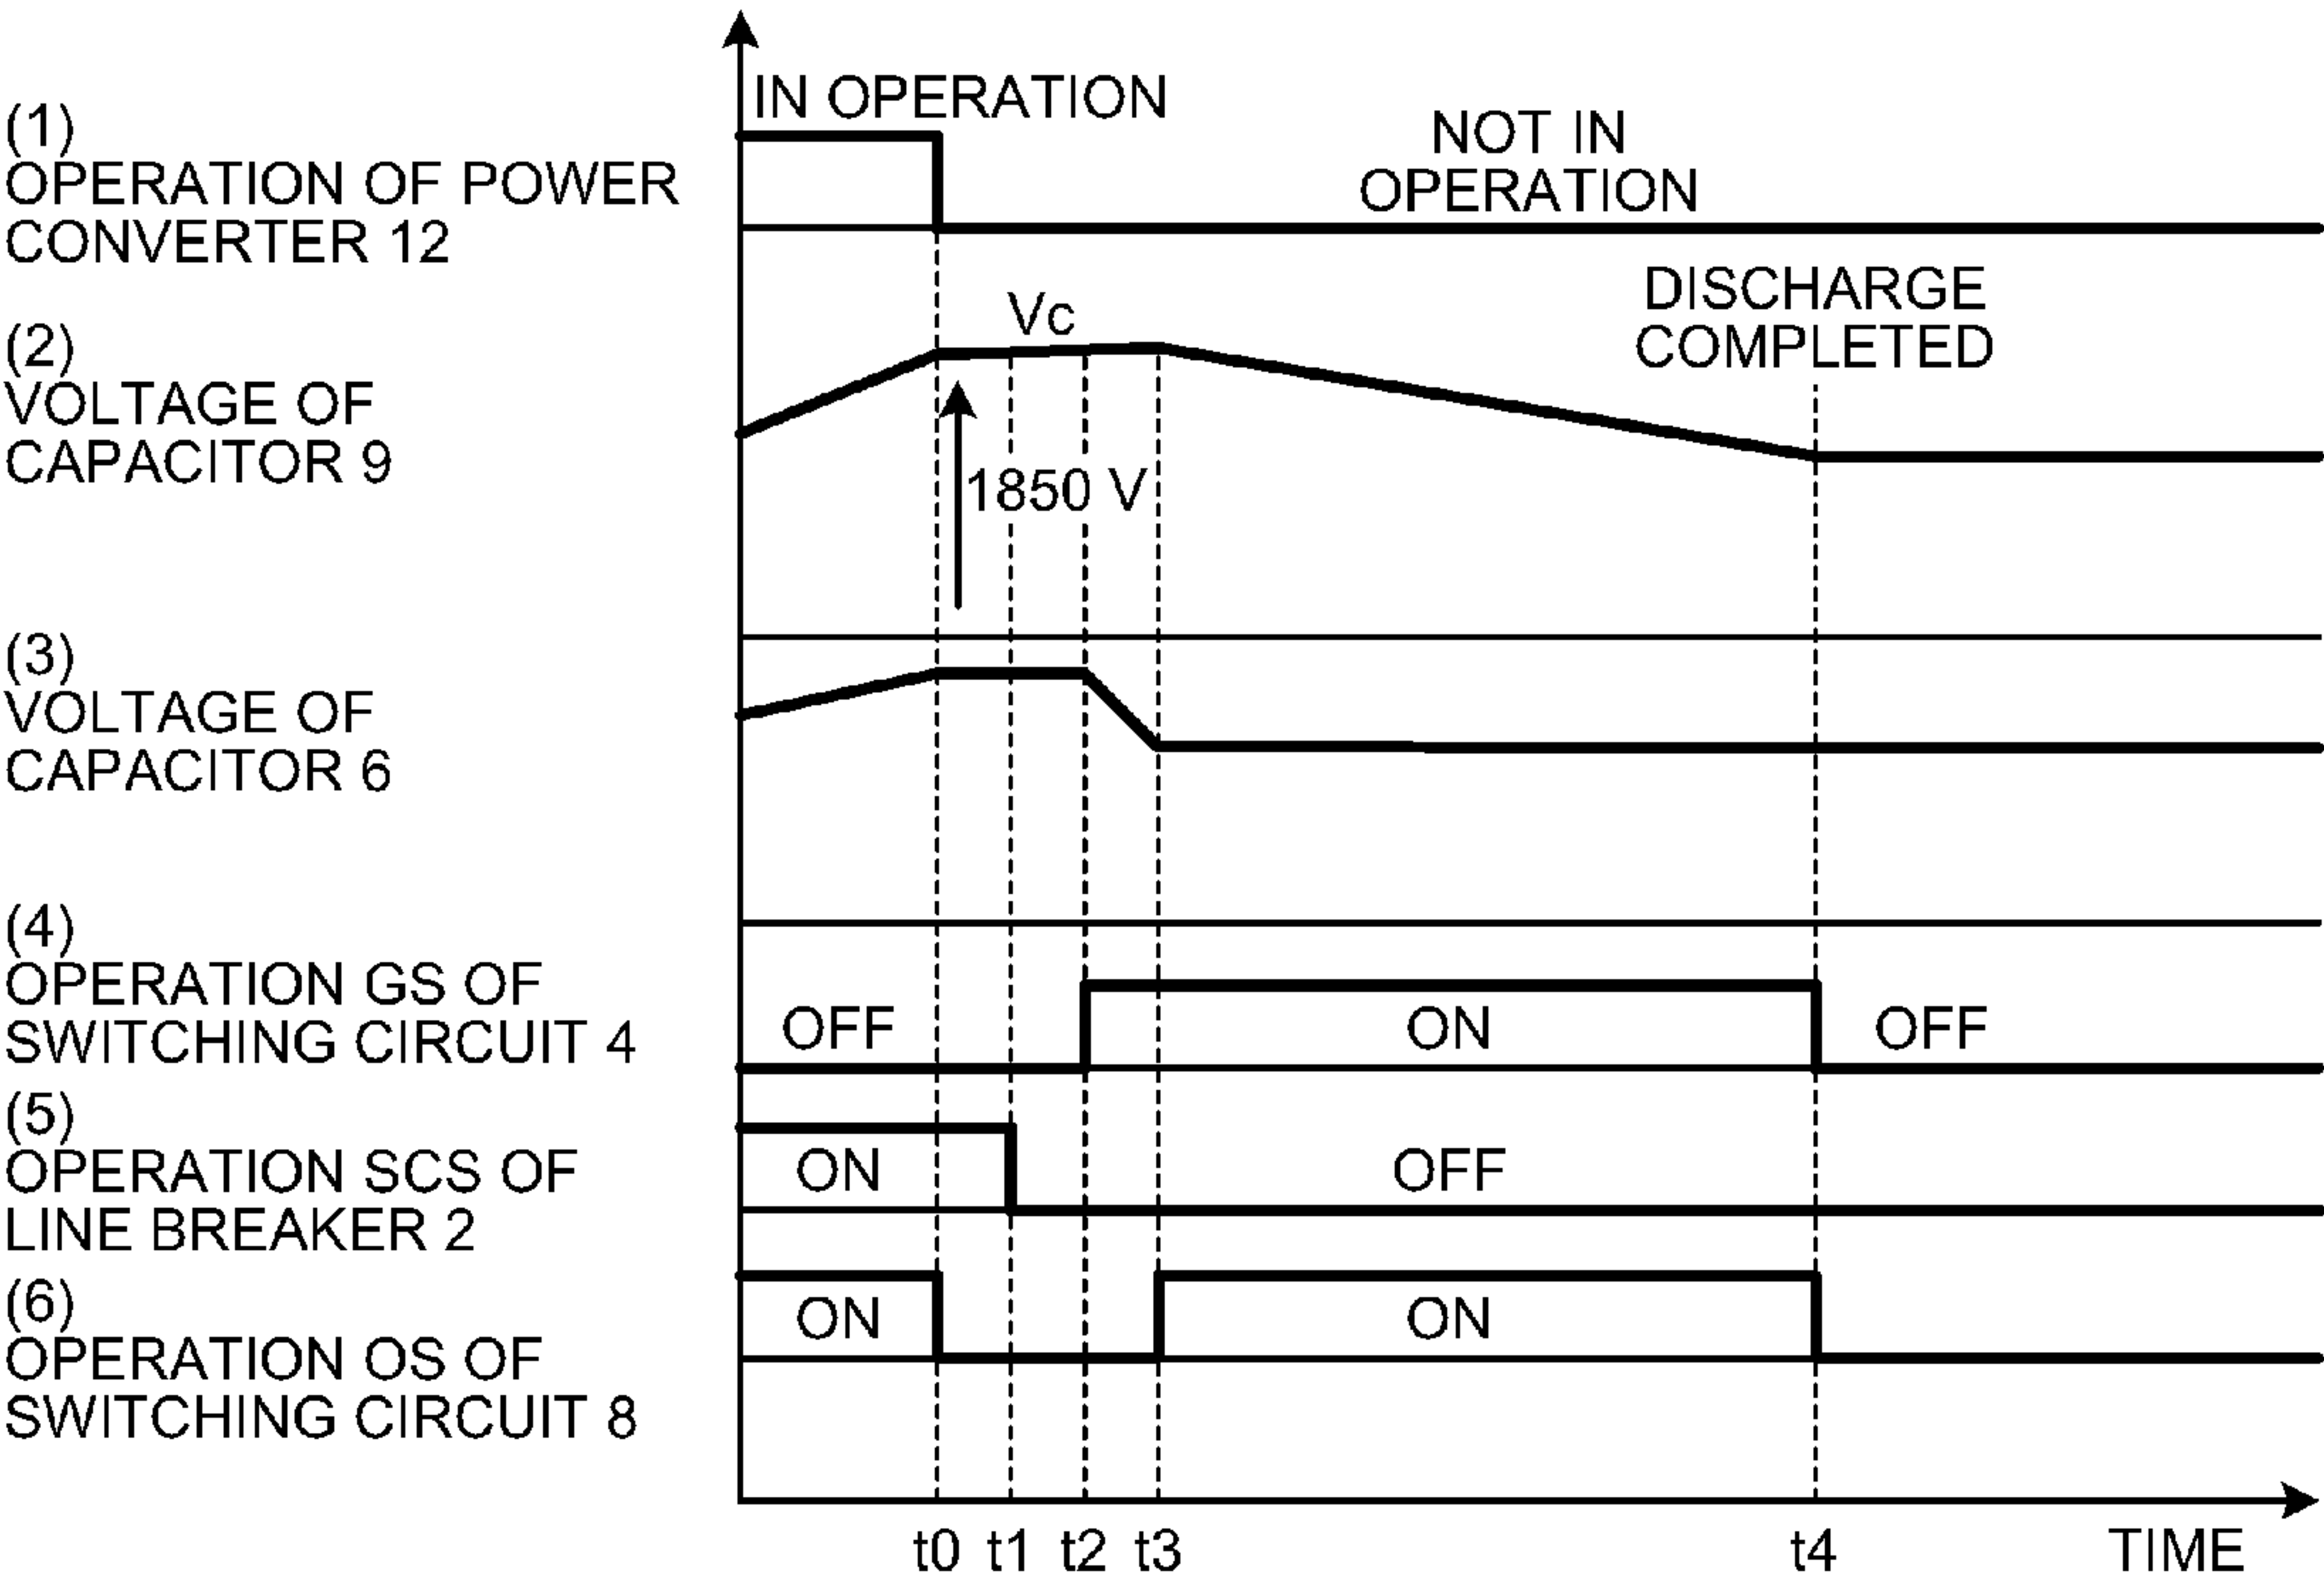 (1)
OPERATION OF POWER
CONVERTER 12
IN OPERATION
NOT IN
OPERATION
(2)
VOLTAGE OF
CAPACITOR 9
Vc
1850 V
DISCHARGE
COMPLETED
(3)
VOLTAGE OF
CAPACITOR 6
(4)
OPERATION GS OF
SWITCHING CIRCUIT 4
OFF
ON
OFF
(5)
OPERATION SCS OF
LINE BREAKER 2
ON
OFF
(6)
OPERATION OS OF
SWITCHING CIRCUIT 8
ON
ON
t0 t1 t2 t3 t4 TIME